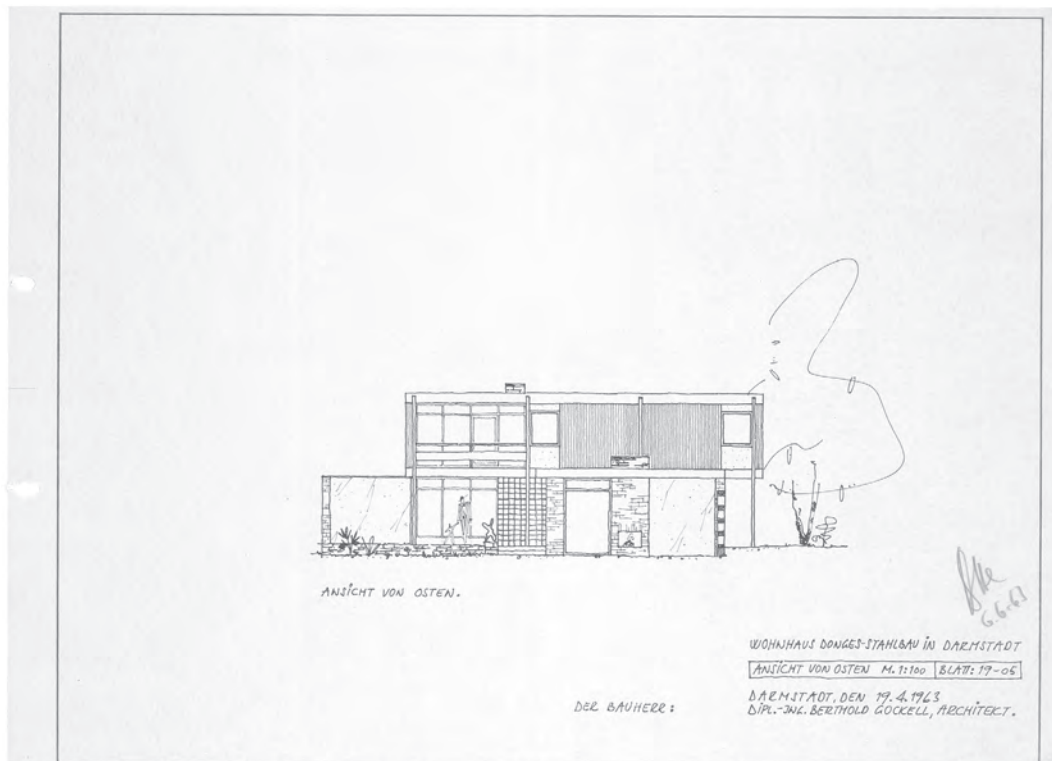 ANSICHT VON OSTEN.
6.6.63
WOHNHAUS DONGES-STAHLBAU IN DARMSTADT
ANSICHT VON OSTEN M. 1:100 BLATT: 19-05
DARMSTADT, DEN 19.4.1963
DIPL.-ING. BERTHOLD GOCKELL, ARCHITEKT.
DER BAUHERR: